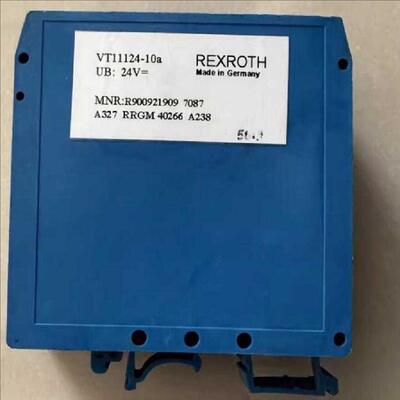 VT11124-10a
REXROTH
UB: 24V=
Made in Germany
MNR:R900921909 7087
A327 RRGM 40266 A238